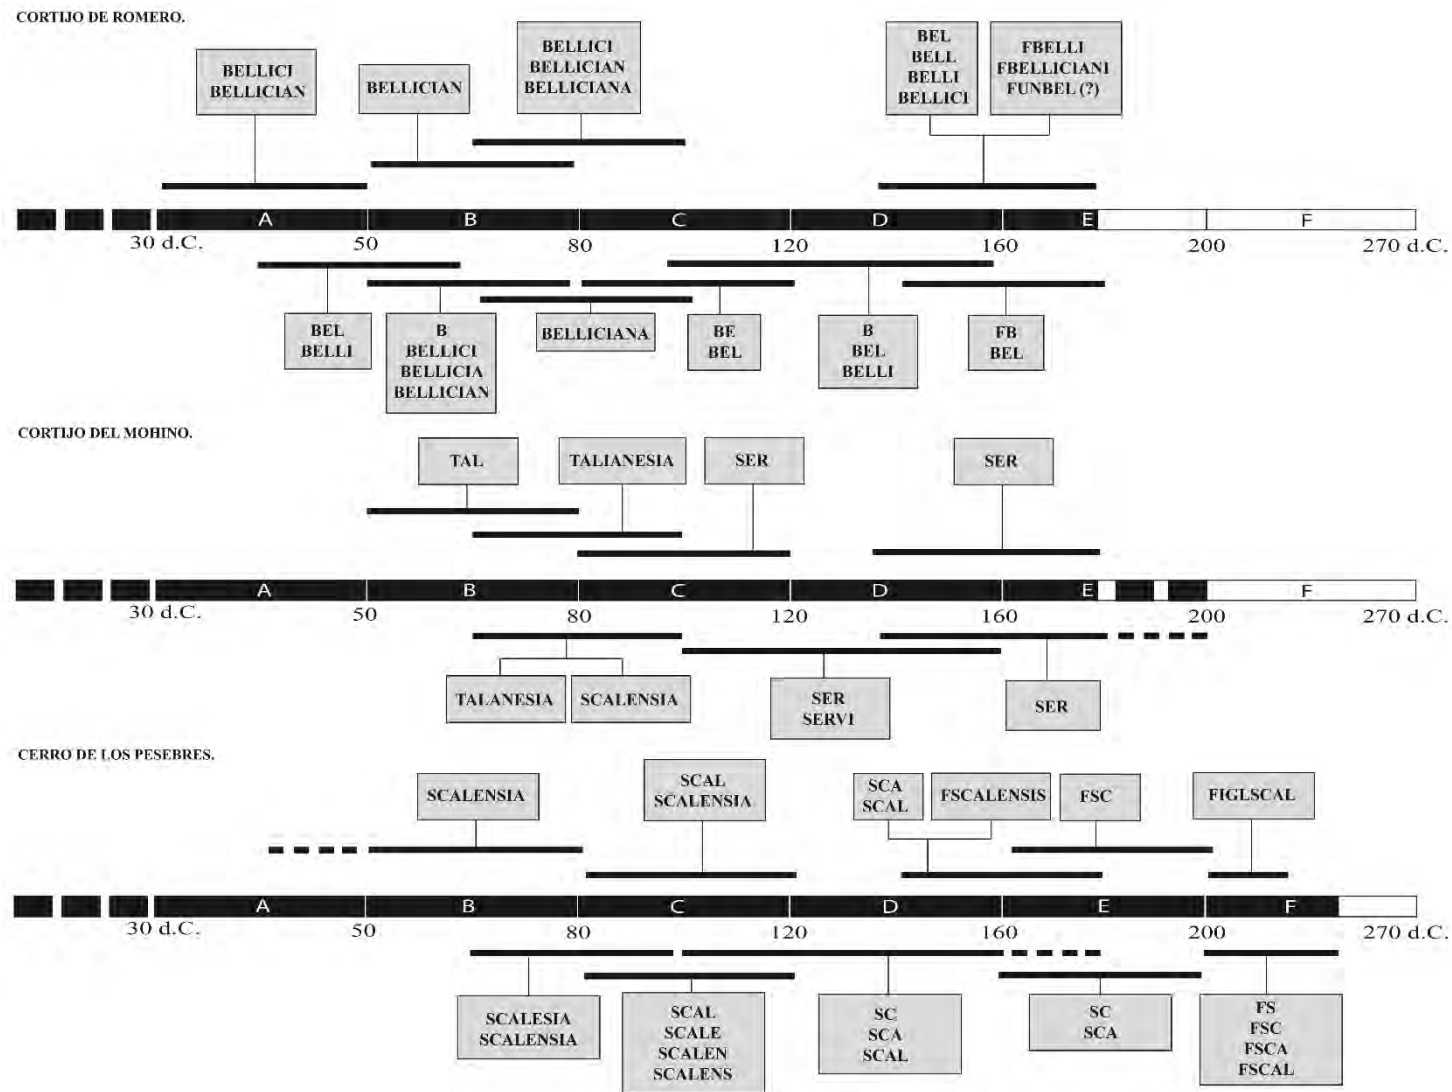 CORTIJO DE ROMERO.
BELLICI
BELLICIAN
BELLICIAN
BELLICI
BELLICIAN
BELLICIANA
BEL
BELL
BELLI
BELLICI
FBELLI
FBELLICIANI
FUNBEL (?)
A B C D E F
30 d.C. 50 80 120 160 200 270 d.C.
BEL
BELLI
B
BELLICI
BELLICIA
BELLICIAN
BELLICIANA
BE
BEL
B
BEL
BELLI
FB
BEL
CORTIJO DEL MOHINO.
TAL
TALIANESIA
SER
SER
A B C D E F
30 d.C. 50 80 120 160 200 270 d.C.
TALANESIA
SCALENSIA
SER
SERVI
SER
CERRO DE LOS PESEBRES.
SCALENSIA
SCAL
SCALENSIA
SCA
SCAL
FSCALENSIS
FSC
FIGLSCAL
A B C D E F
30 d.C. 50 80 120 160 200 270 d.C.
SCALESIA
SCALENSIA
SCAL
SCALE
SCALEN
SCALENS
SC
SCA
SCAL
SC
SCA
FS
FSC
FSCA
FSCAL